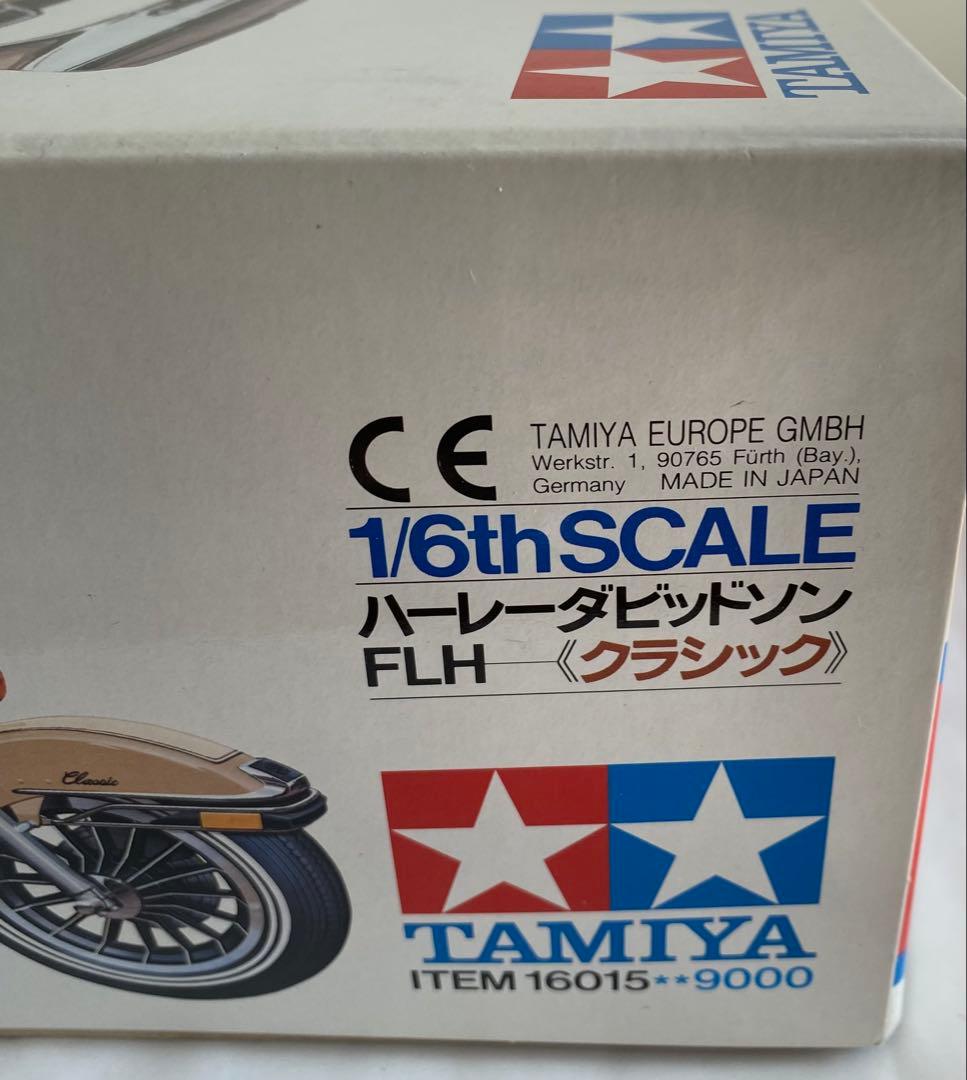 TAMIYA
CE
TAMIYA EUROPE GMBH
Werkstr. 1, 90765 Fürth (Bay.),
Germany MADE IN JAPAN
1/6th SCALE
ハーレーダビッドソン
FLH《クラシック》
Classic
TAMIYA
ITEM 16015**9000